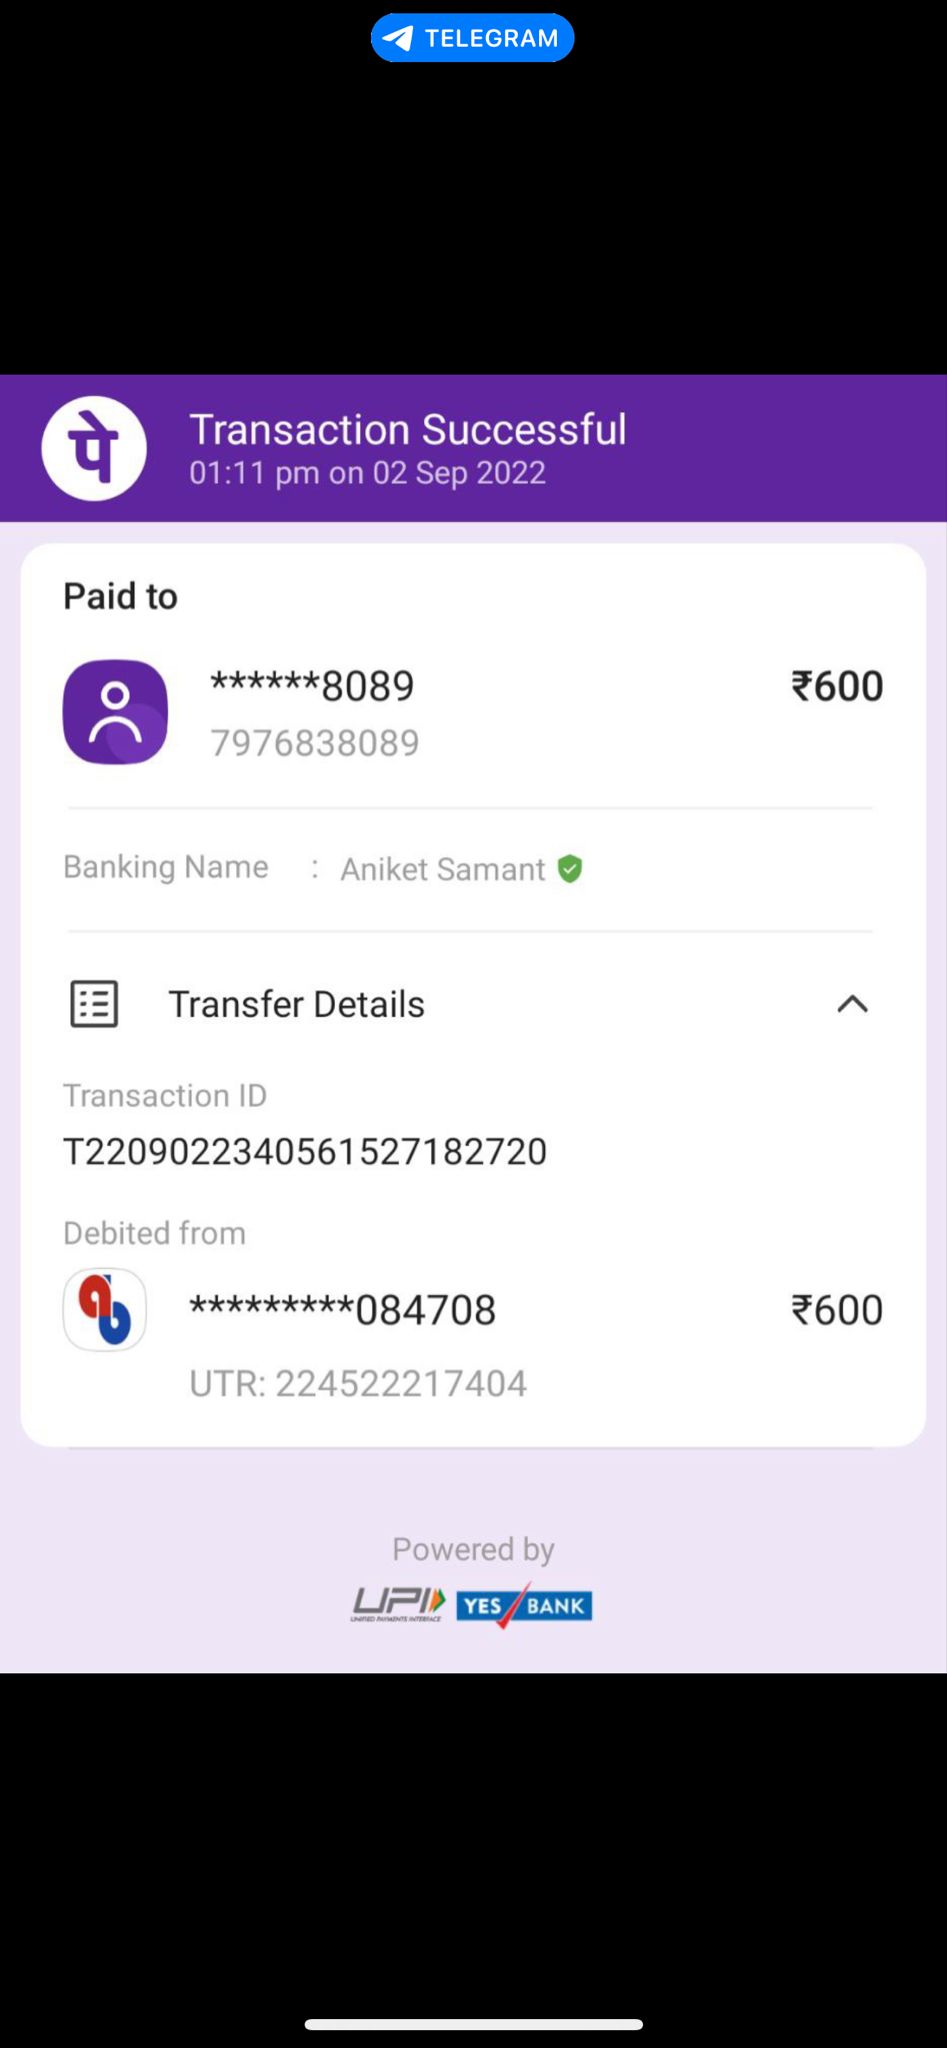 TELEGRAM
पे
Transaction Successful
01:11 pm on 02 Sep 2022
Paid to
******8089
₹600
7976838089
Banking Name : Aniket Samant
Transfer Details
Transaction ID
T2209022340561527182720
Debited from
*********084708
₹600
UTR: 224522217404
Powered by
UPI
UNIFIED PAYMENTS INTERFACE
YES BANK